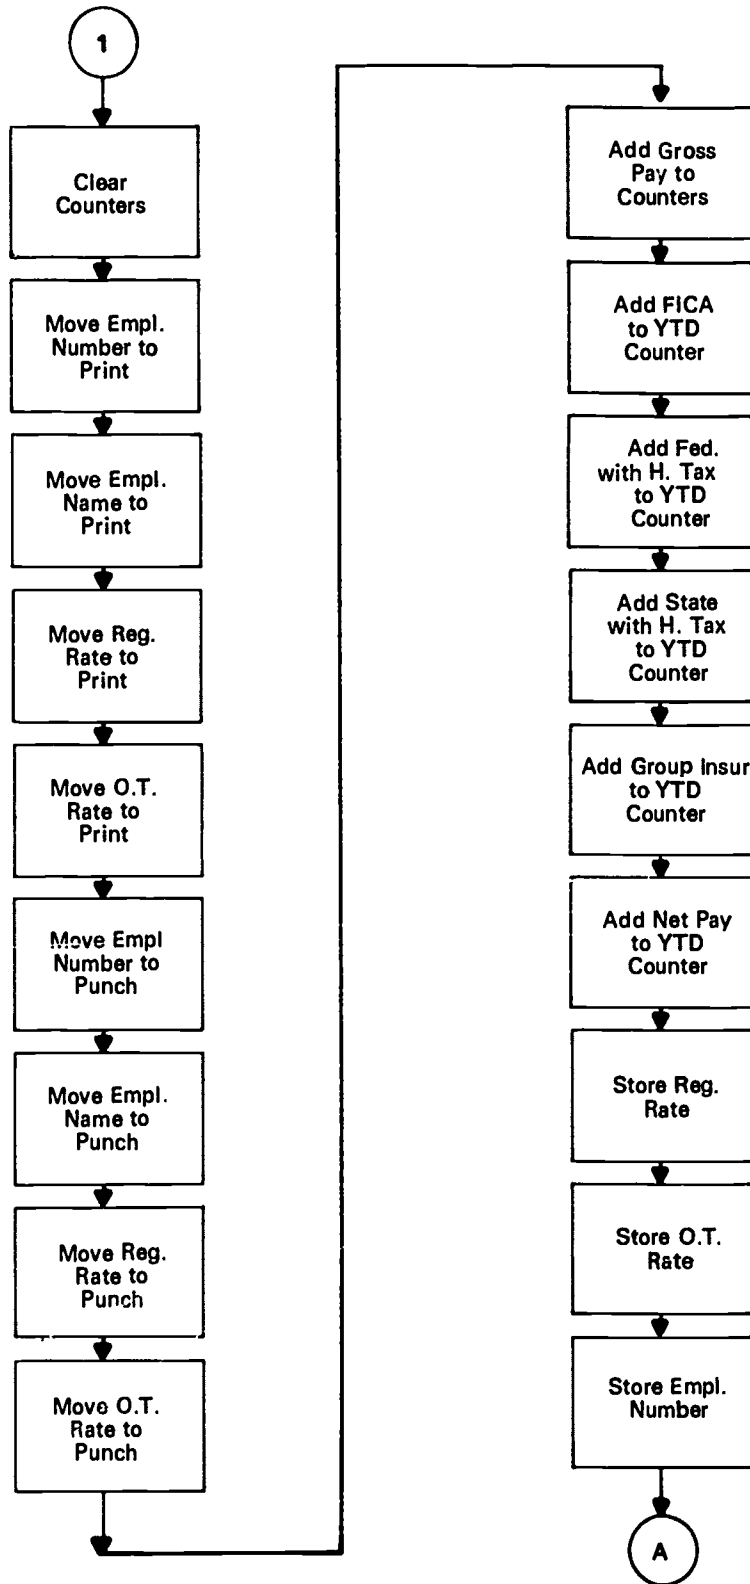 1
Clear
Counters
Move Empl.
Number to
Print
Move Empl.
Name to
Print
Move Reg.
Rate to
Print
Move O.T.
Rate to
Print
Move Empl
Number to
Punch
Move Empl.
Name to
Punch
Move Reg.
Rate to
Punch
Move O.T.
Rate to
Punch
Add Gross
Pay to
Counters
Add FICA
to YTD
Counter
Add Fed.
with H. Tax
to YTD
Counter
Add State
with H. Tax
to YTD
Counter
Add Group Insur
to YTD
Counter
Add Net Pay
to YTD
Counter
Store Reg.
Rate
Store O.T.
Rate
Store Empl.
Number
A